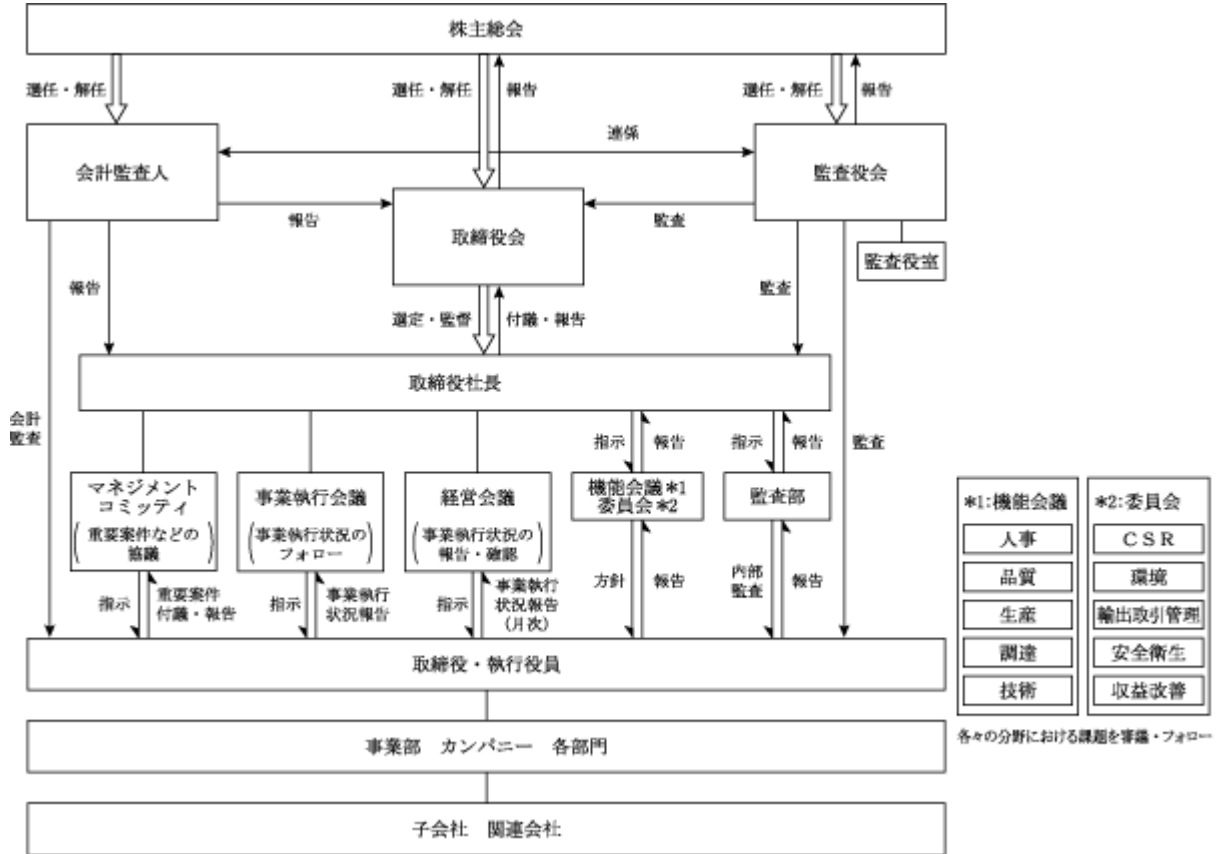 株主総会
選任・解任
選任・解任
報告
選任・解任
報告
会計監査人
連係
監査役会
報告
取締役会
監査
監査役室
報告
選定・監督
付議・報告
監査
取締役社長
会計
監査
指示
報告
指示
報告
監査
マネジメント
コミッティ
重要案件などの
協議
事業執行会議
事業執行状況の
フォロー
経営会議
事業執行状況の
報告・確認
機能会議*1
委員会*2
監査部
指示
重要案件
付議・報告
指示
事業執行
状況報告
指示
事業執行
状況報告
(月次)
方針
報告
内部
監査
報告
取締役・執行役員
事業部 カンパニー 各部門
子会社 関連会社
*1:機能会議
人事
品質
生産
調達
技術
*2:委員会
CSR
環境
輸出取引管理
安全衛生
収益改善
各々の分野における課題を審議・フォロー